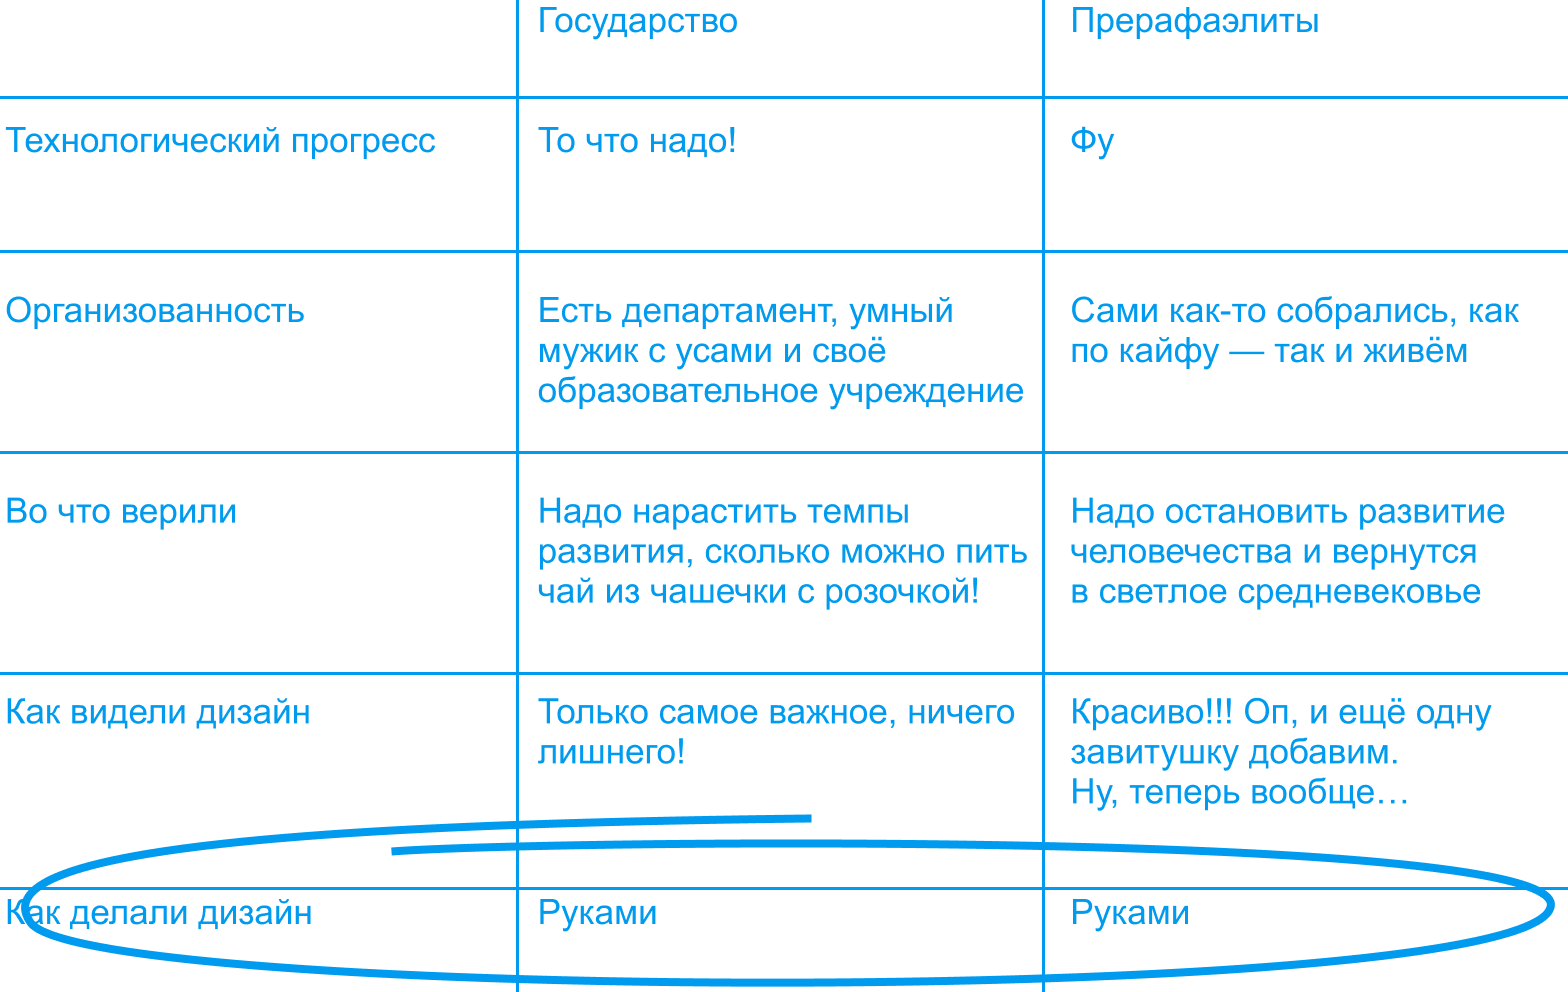 Государство
Прерафаэлиты
Технологический прогресс
То что надо!
Фу
Организованность
Есть департамент, умный
мужик с усами и своё
образовательное учреждение
Сами как-то собрались, как
по кайфу — так и живём
Во что верили
Надо нарастить темпы
развития, сколько можно пить
чай из чашечки с розочкой!
Надо остановить развитие
человечества и вернутся
в светлое средневековье
Как видели дизайн
Только самое важное, ничего
лишнего!
Красиво!!! Оп, и ещё одну
завитушку добавим.
Ну, теперь вообще…
Как делали дизайн
Руками
Руками